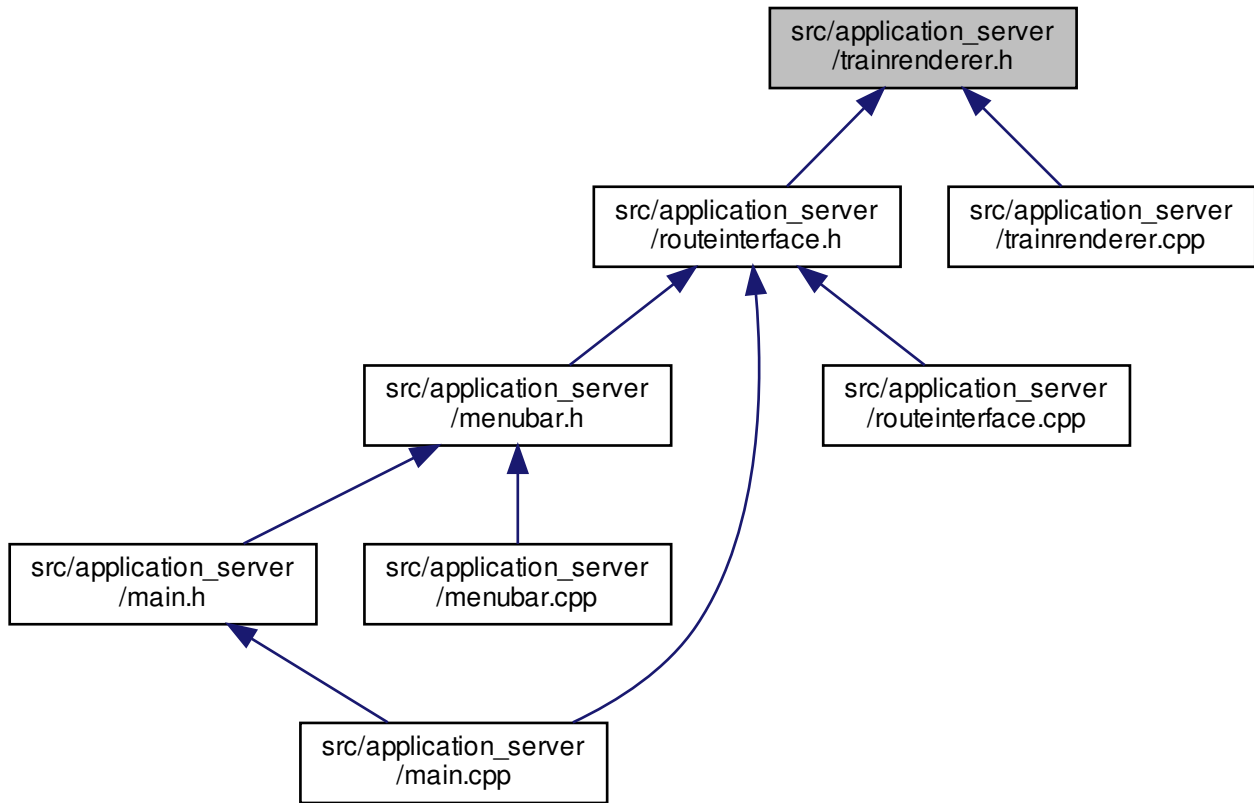 src/application_server
/trainrenderer.h
src/application_server
/routeinterface.h
src/application_server
/trainrenderer.cpp
src/application_server
/menubar.h
src/application_server
/routeinterface.cpp
src/application_server
/main.h
src/application_server
/menubar.cpp
src/application_server
/main.cpp